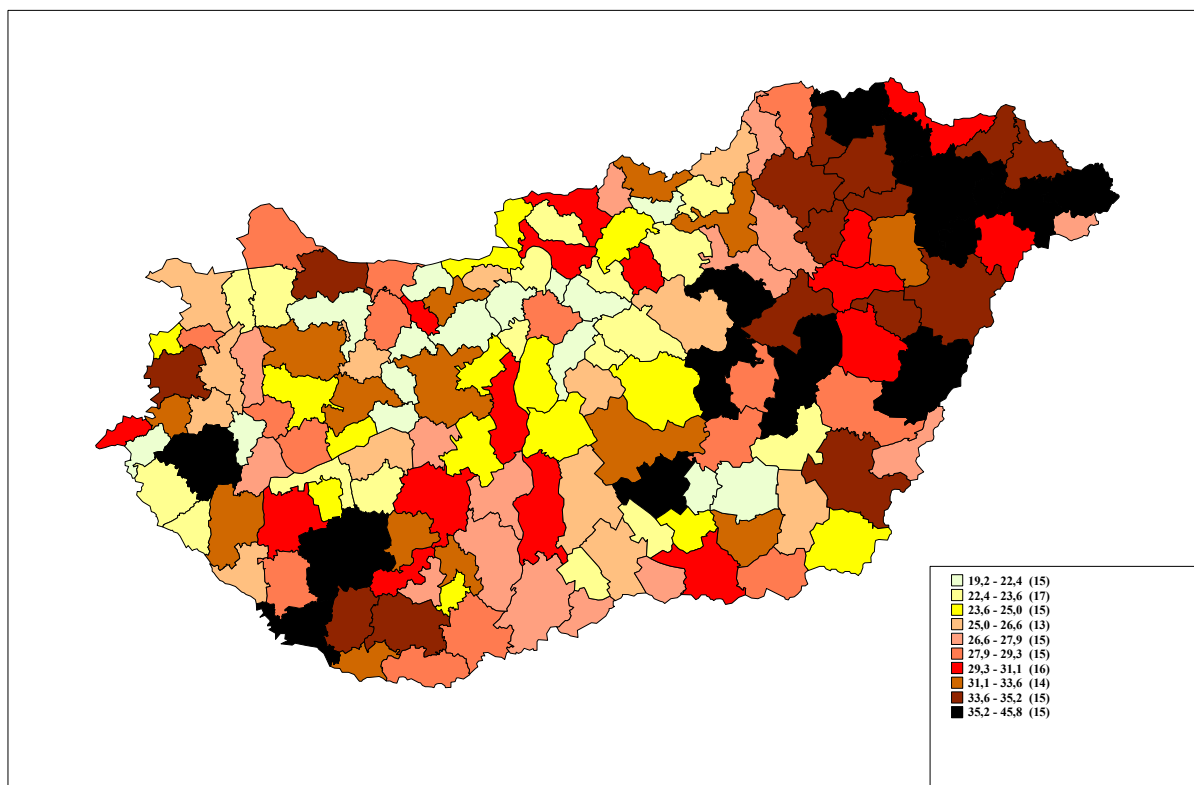 19,2 - 22,4 (15)
22,4 - 23,6 (17)
23,6 - 25,0 (15)
25,0 - 26,6 (13)
26,6 - 27,9 (15)
27,9 - 29,3 (15)
29,3 - 31,1 (16)
31,1 - 33,6 (14)
33,6 - 35,2 (15)
35,2 - 45,8 (15)